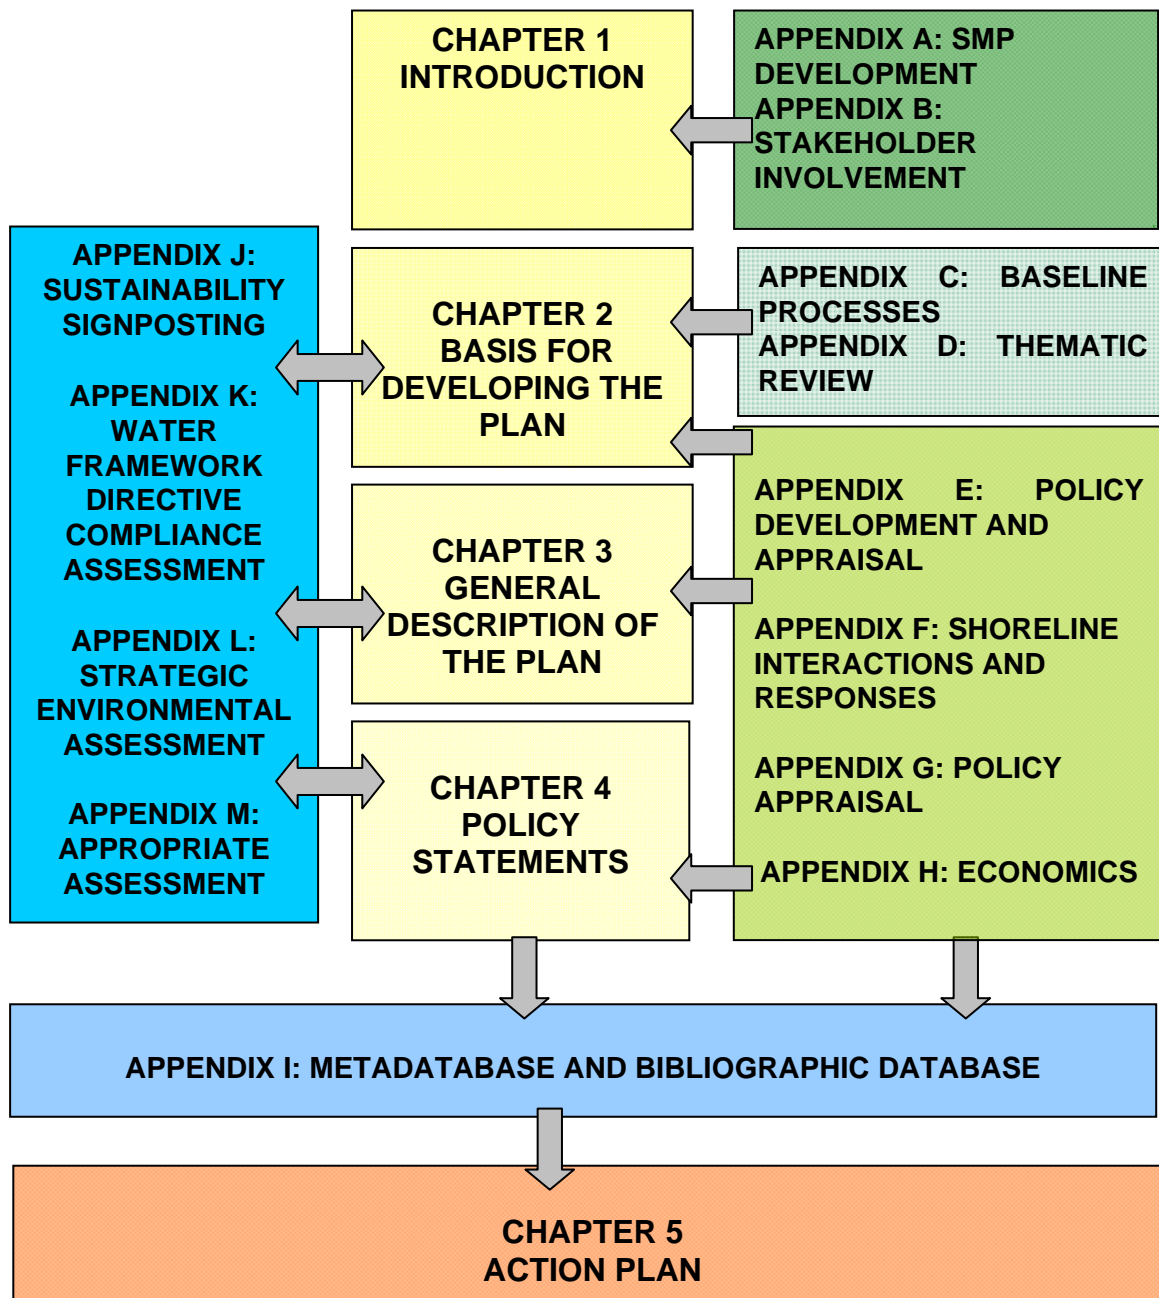 CHAPTER 1
INTRODUCTION
APPENDIX A: SMP
DEVELOPMENT
APPENDIX B:
STAKEHOLDER
INVOLVEMENT
APPENDIX J:
SUSTAINABILITY
SIGNPOSTING
APPENDIX K:
WATER
FRAMEWORK
DIRECTIVE
COMPLIANCE
ASSESSMENT
APPENDIX L:
STRATEGIC
ENVIRONMENTAL
ASSESSMENT
APPENDIX M:
APPROPRIATE
ASSESSMENT
CHAPTER 2
BASIS FOR
DEVELOPING THE
PLAN
APPENDIX C: BASELINE
PROCESSES
APPENDIX D: THEMATIC
REVIEW
CHAPTER 3
GENERAL
DESCRIPTION OF
THE PLAN
CHAPTER 4
POLICY
STATEMENTS
APPENDIX E: POLICY
DEVELOPMENT AND
APPRAISAL
APPENDIX F: SHORELINE
INTERACTIONS AND
RESPONSES
APPENDIX G: POLICY
APPRAISAL
APPENDIX H: ECONOMICS
APPENDIX I: METADATABASE AND BIBLIOGRAPHIC DATABASE
CHAPTER 5
ACTION PLAN